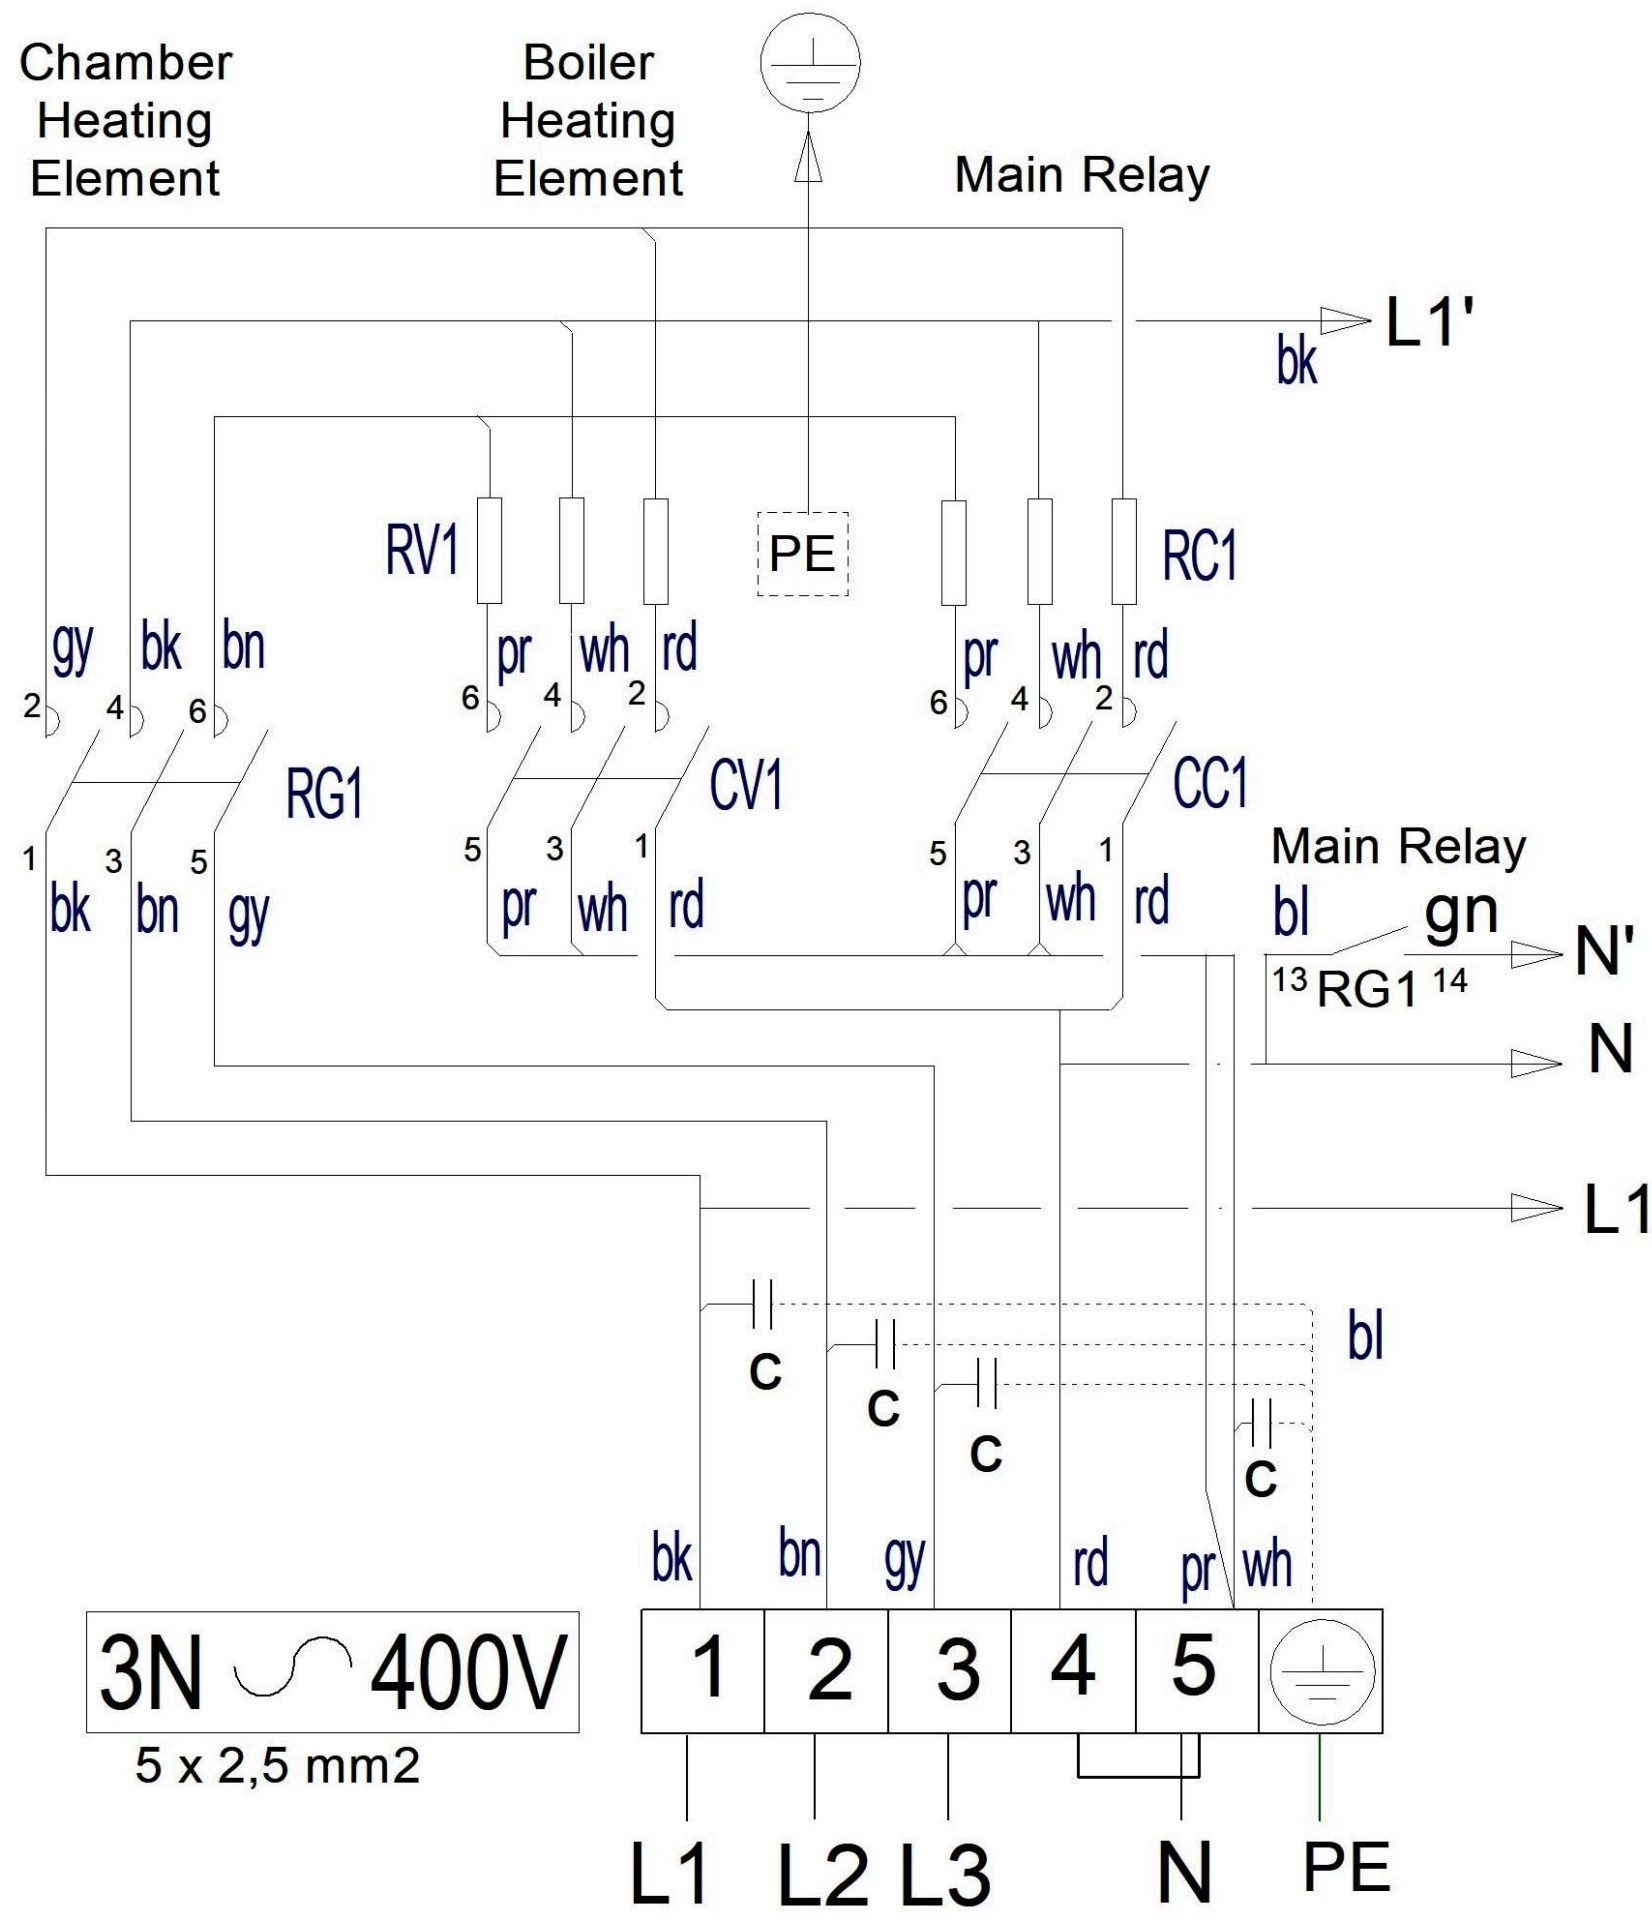 Chamber
Heating
Element
Boiler
Heating
Element
Main Relay
L1'
bk
RV1
PE
RC1
gy bk bn
pr wh rd
pr wh rd
2 4 6
6 4 2
6 4 2
RG1
CV1
CC1
1 3 5
5 3 1
5 3 1
bk bn gy
pr wh rd
pr wh rd
Main Relay
bl gn
N'
13 RG1 14
N
L1
bl
C
C
C
C
bk bn gy rd pr wh
3N 400V
1 2 3 4 5
5 x 2,5 mm2
L1 L2 L3 N PE